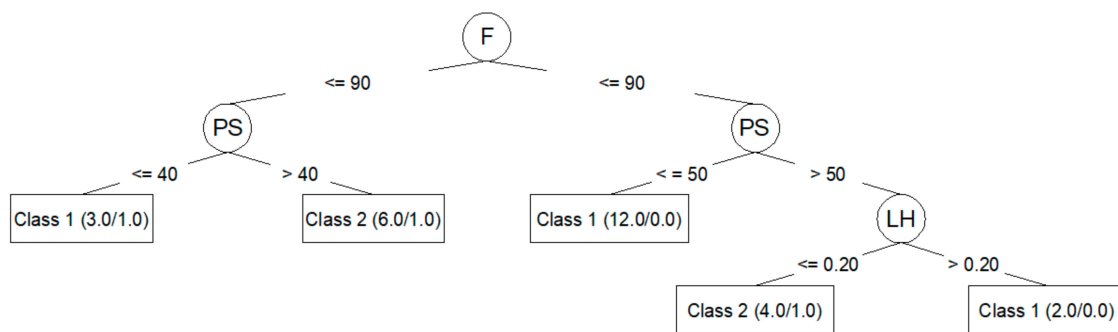 F
<= 90
<= 90
PS
PS
<= 40
> 40
< = 50
> 50
Class 1 (3.0/1.0)
Class 2 (6.0/1.0)
Class 1 (12.0/0.0)
LH
<= 0.20
> 0.20
Class 2 (4.0/1.0)
Class 1 (2.0/0.0)